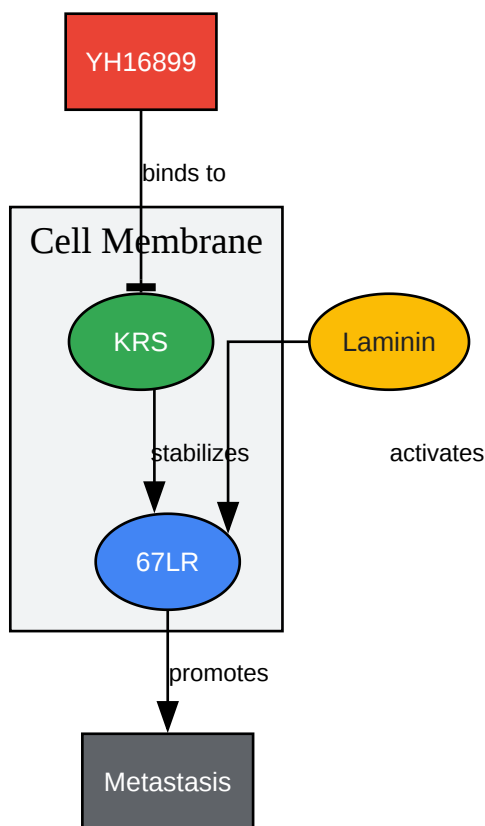 YH16899
binds to
Cell Membrane
KRS
Laminin
stabilizes
activates
67LR
promotes
Metastasis